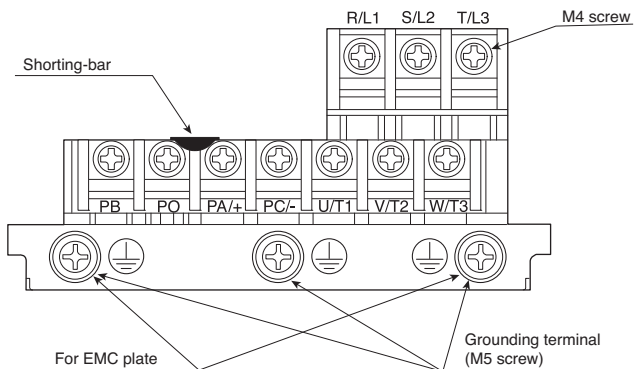 R/L1 S/L2 T/L3
M4 screw
Shorting-bar
PB PO PA/+ PC/- U/T1 V/T2 W/T3
For EMC plate
Grounding terminal
(M5 screw)